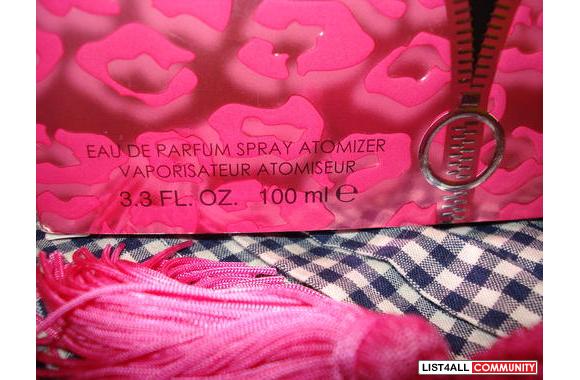 EAU DE PARFUM SPRAY ATOMIZER
VAPORISATEUR ATOMISEUR
3.3 FL. OZ. 100 ml ℮
LIST4ALL COMMUNITY